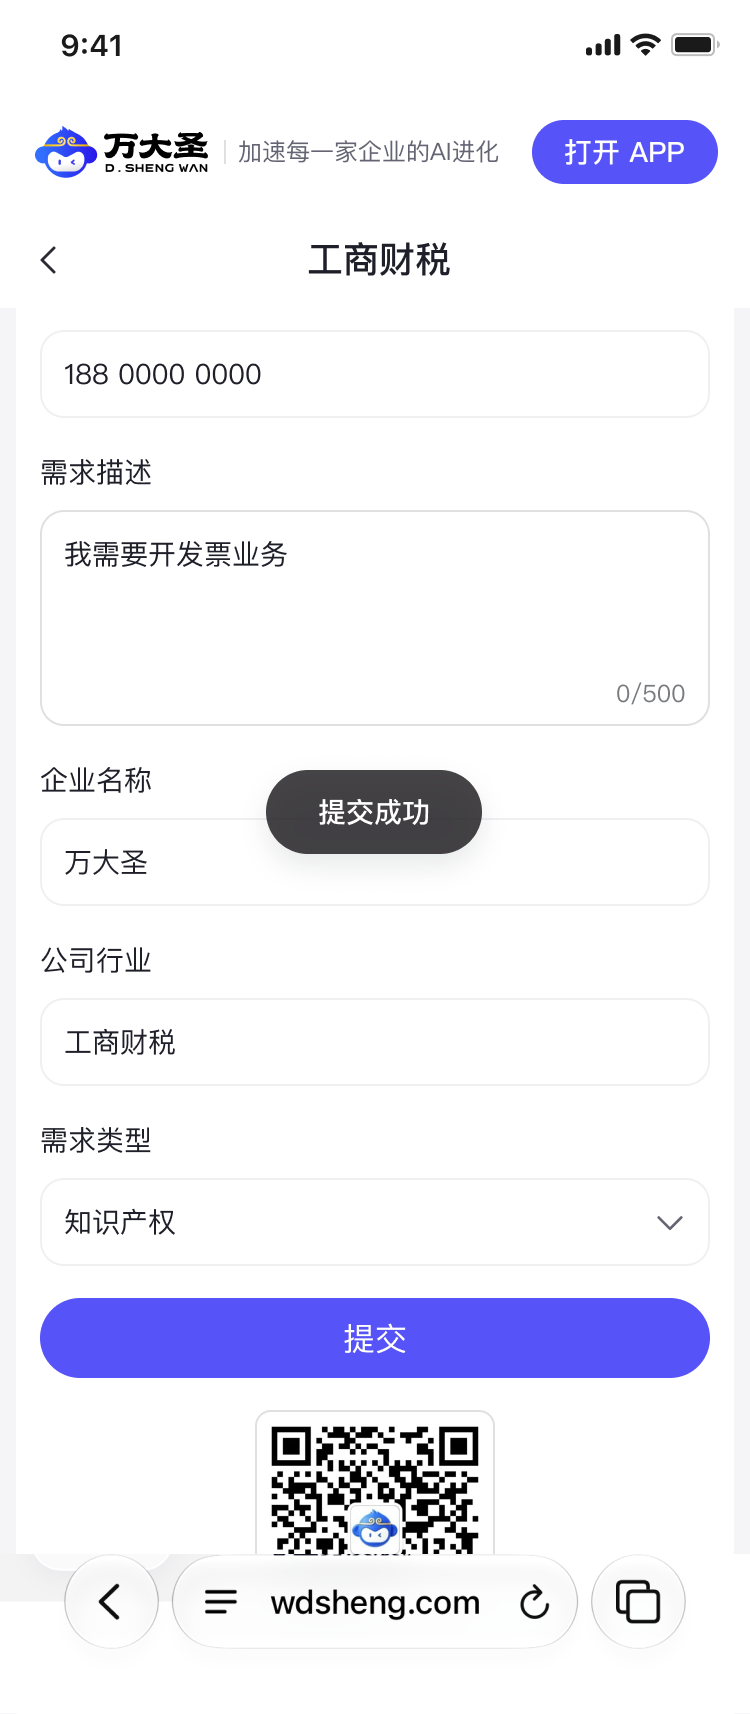 9:41
万大圣
D.SHENG WAN
加速每一家企业的AI进化
打开 APP
工商财税
188 0000 0000
需求描述
我需要开发票业务
0/500
企业名称
提交成功
万大圣
公司行业
工商财税
需求类型
知识产权
提交
wdsheng.com